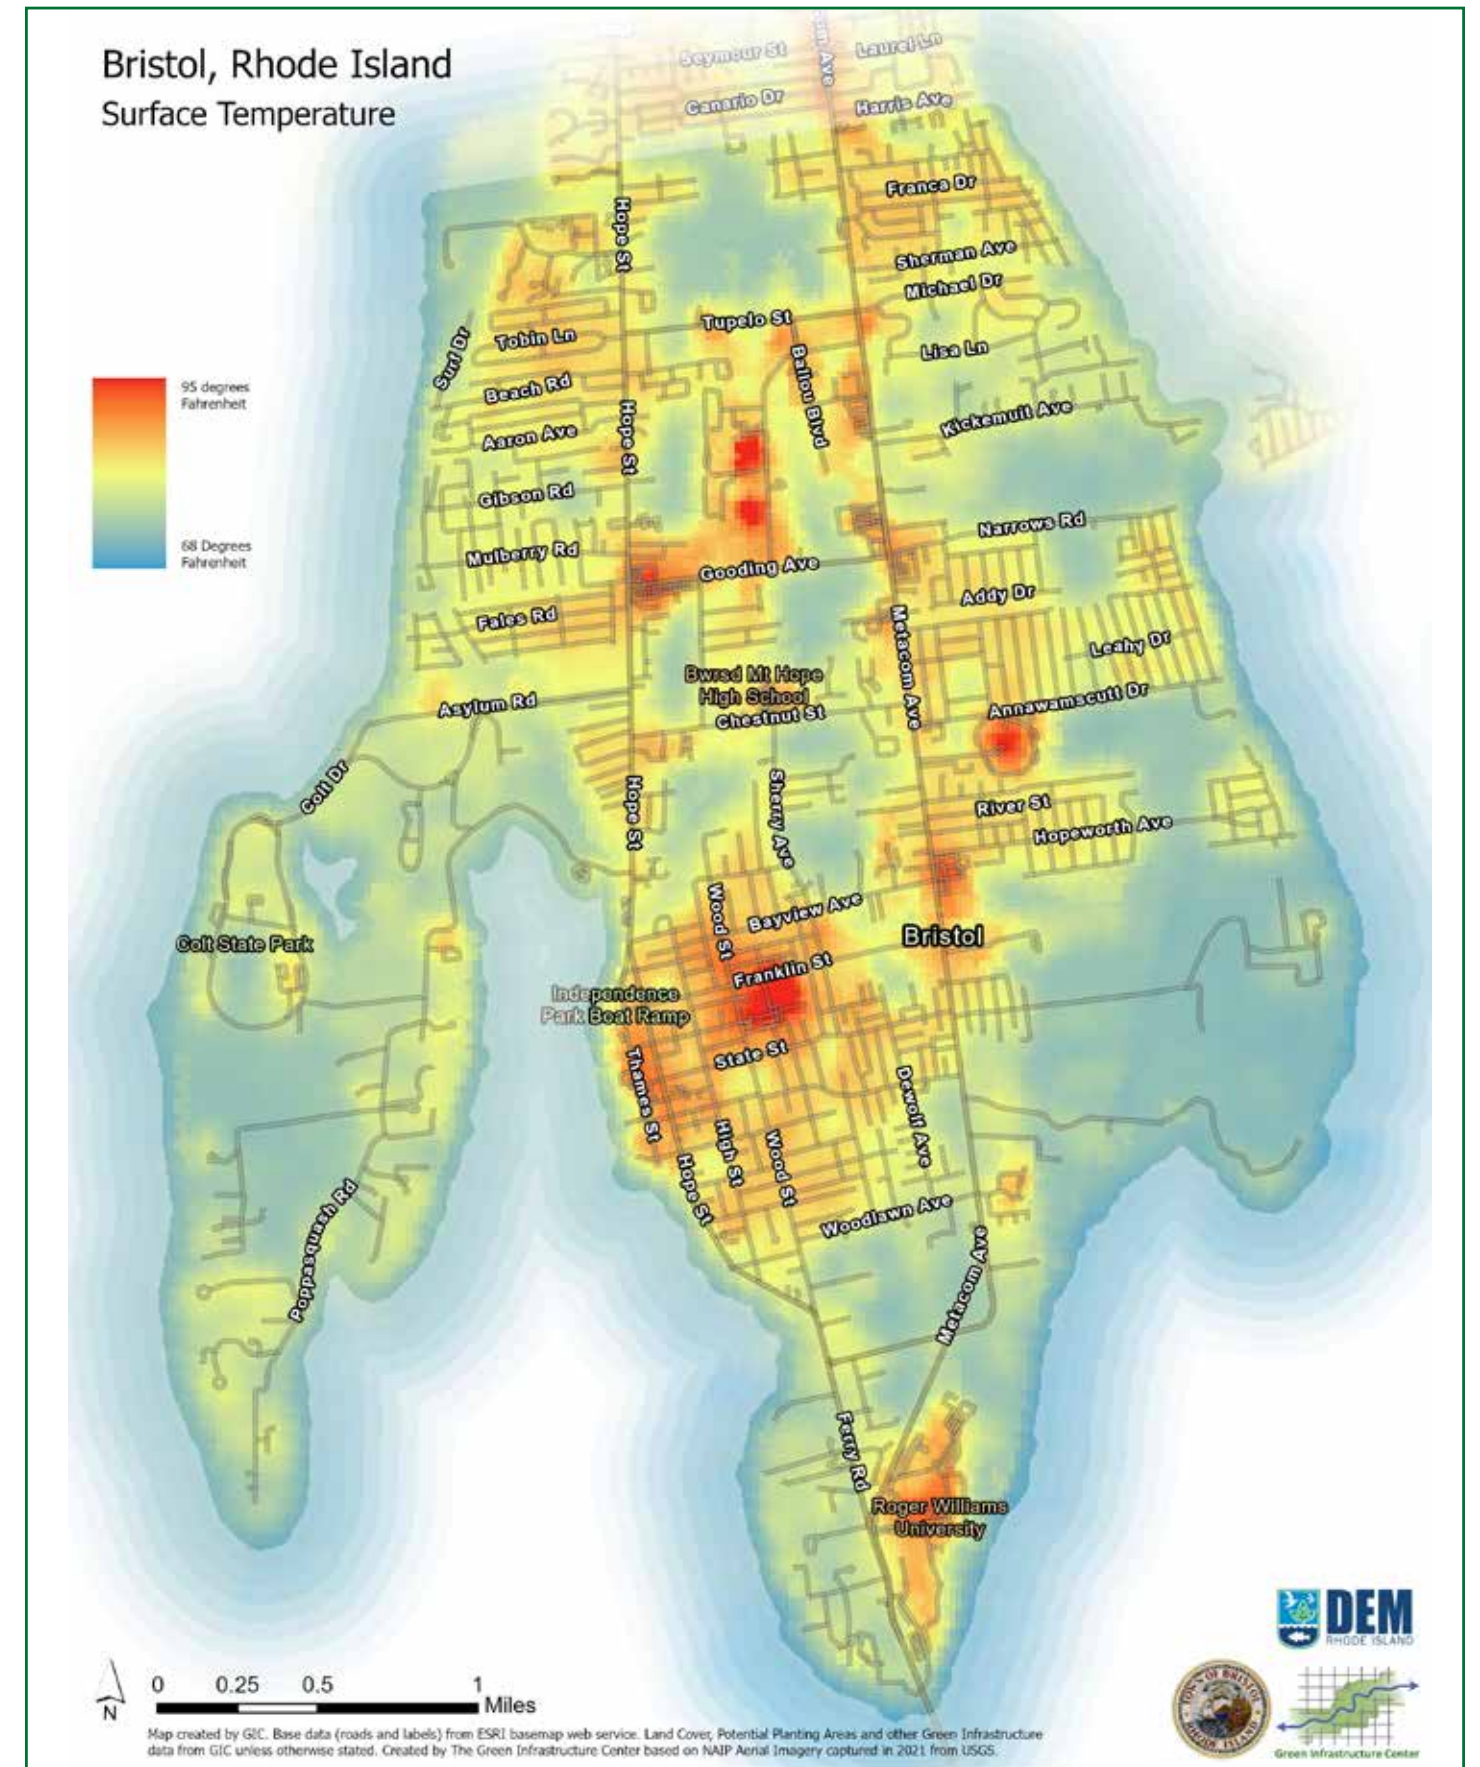 Bristol, Rhode Island
Surface Temperature
Seymour St
Laurel Ln
Canario Dr
Harris Ave
Franca Dr
Hope St
Sherman Ave
Michael Dr
Tupelo St
Tobin Ln
Surf Dr
Lisa Ln
Ballou Blvd
Beach Rd
95 degrees
Fahrenheit
Kickemuit Ave
Aaron Ave
Hope St
Gibson Rd
Narrows Rd
68 Degrees
Fahrenheit
Mulberry Rd
Gooding Ave
Addy Dr
Fales Rd
Metacom Ave
Leahy Dr
Bwrsd Mt Hope
High School
Annawamscutt Dr
Asylum Rd
Chestnut St
Colt Dr
Hope St
Sherry Ave
River St
Hopeworth Ave
Wood St
Bayview Ave
Bristol
Colt State Park
Franklin St
Independence
Park Boat Ramp
State St
Thames St
Dewolf Ave
High St
Wood St
Hope St
Woodlawn Ave
Poppasquash Rd
Metacom Ave
Ferry Rd
Roger Williams
University
DEM
RHODE ISLAND
N
0 0.25 0.5 1
Miles
TOWN OF BRISTOL
RHODE ISLAND
Map created by GIC. Base data (roads and labels) from ESRI basemap web service. Land Cover, Potential Planting Areas and other Green Infrastructure
data from GIC unless otherwise stated. Created by The Green Infrastructure Center based on NAIP Aerial Imagery captured in 2021 from USGS.
Green Infrastructure Center